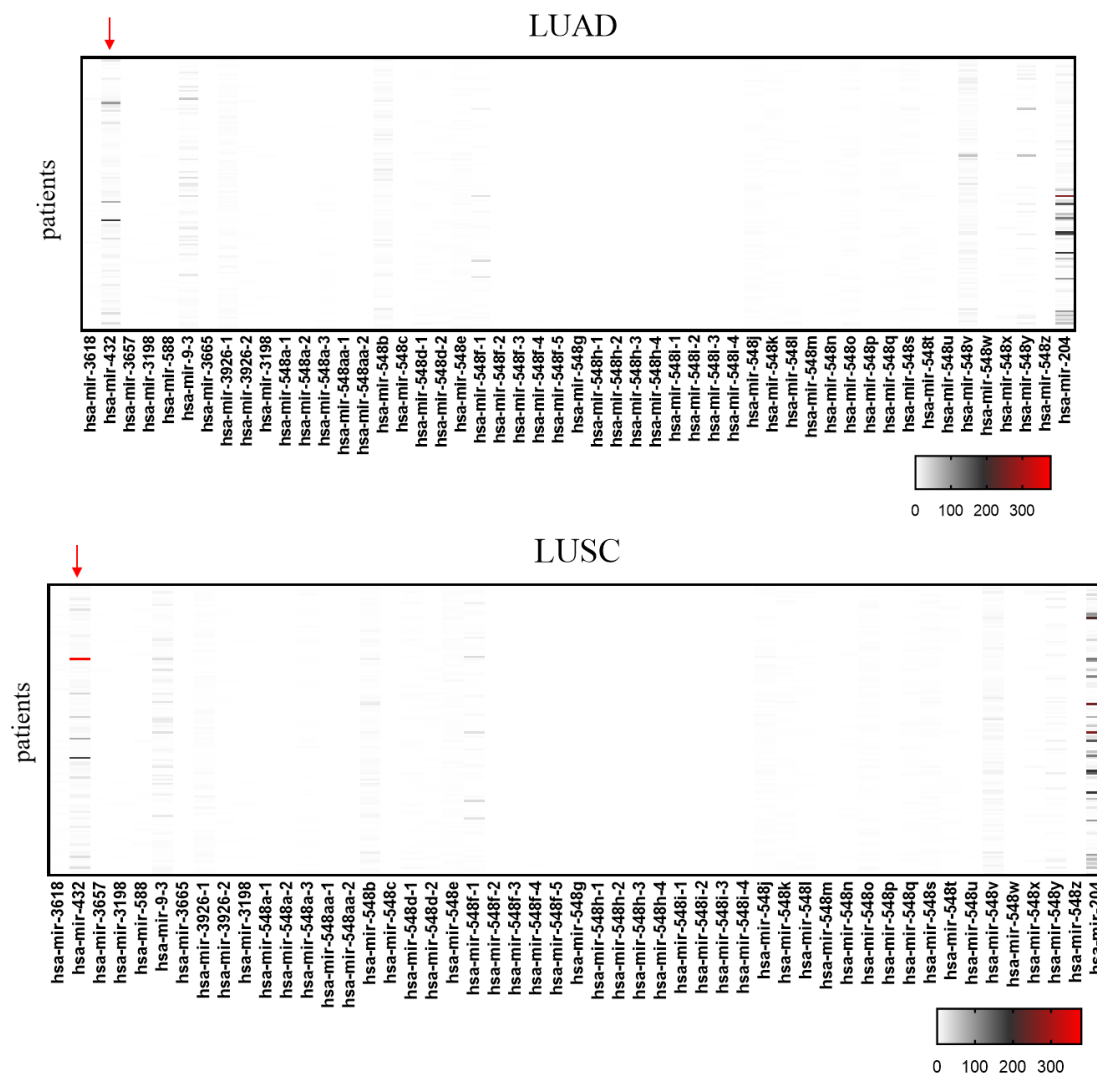 LUAD
patients
hsa-mir-3618
hsa-mir-432
hsa-mir-3657
hsa-mir-3198
hsa-mir-588
hsa-mir-9-3
hsa-mir-3665
hsa-mir-3926-1
hsa-mir-3926-2
hsa-mir-3198
hsa-mir-548a-1
hsa-mir-548a-2
hsa-mir-548a-3
hsa-mir-548aa-1
hsa-mir-548aa-2
hsa-mir-548b
hsa-mir-548c
hsa-mir-548d-1
hsa-mir-548d-2
hsa-mir-548e
hsa-mir-548f-1
hsa-mir-548f-2
hsa-mir-548f-3
hsa-mir-548f-4
hsa-mir-548f-5
hsa-mir-548g
hsa-mir-548h-1
hsa-mir-548h-2
hsa-mir-548h-3
hsa-mir-548h-4
hsa-mir-548i-1
hsa-mir-548i-2
hsa-mir-548i-3
hsa-mir-548i-4
hsa-mir-548j
hsa-mir-548k
hsa-mir-548l
hsa-mir-548m
hsa-mir-548n
hsa-mir-548o
hsa-mir-548p
hsa-mir-548q
hsa-mir-548s
hsa-mir-548t
hsa-mir-548u
hsa-mir-548v
hsa-mir-548w
hsa-mir-548x
hsa-mir-548y
hsa-mir-548z
hsa-mir-204
0 100 200 300
LUSC
patients
hsa-mir-3618
hsa-mir-432
hsa-mir-3657
hsa-mir-3198
hsa-mir-588
hsa-mir-9-3
hsa-mir-3665
hsa-mir-3926-1
hsa-mir-3926-2
hsa-mir-3198
hsa-mir-548a-1
hsa-mir-548a-2
hsa-mir-548a-3
hsa-mir-548aa-1
hsa-mir-548aa-2
hsa-mir-548b
hsa-mir-548c
hsa-mir-548d-1
hsa-mir-548d-2
hsa-mir-548e
hsa-mir-548f-1
hsa-mir-548f-2
hsa-mir-548f-3
hsa-mir-548f-4
hsa-mir-548f-5
hsa-mir-548g
hsa-mir-548h-1
hsa-mir-548h-2
hsa-mir-548h-3
hsa-mir-548h-4
hsa-mir-548i-1
hsa-mir-548i-2
hsa-mir-548i-3
hsa-mir-548i-4
hsa-mir-548j
hsa-mir-548k
hsa-mir-548l
hsa-mir-548m
hsa-mir-548n
hsa-mir-548o
hsa-mir-548p
hsa-mir-548q
hsa-mir-548s
hsa-mir-548t
hsa-mir-548u
hsa-mir-548v
hsa-mir-548w
hsa-mir-548x
hsa-mir-548y
hsa-mir-548z
hsa-mir-204
0 100 200 300